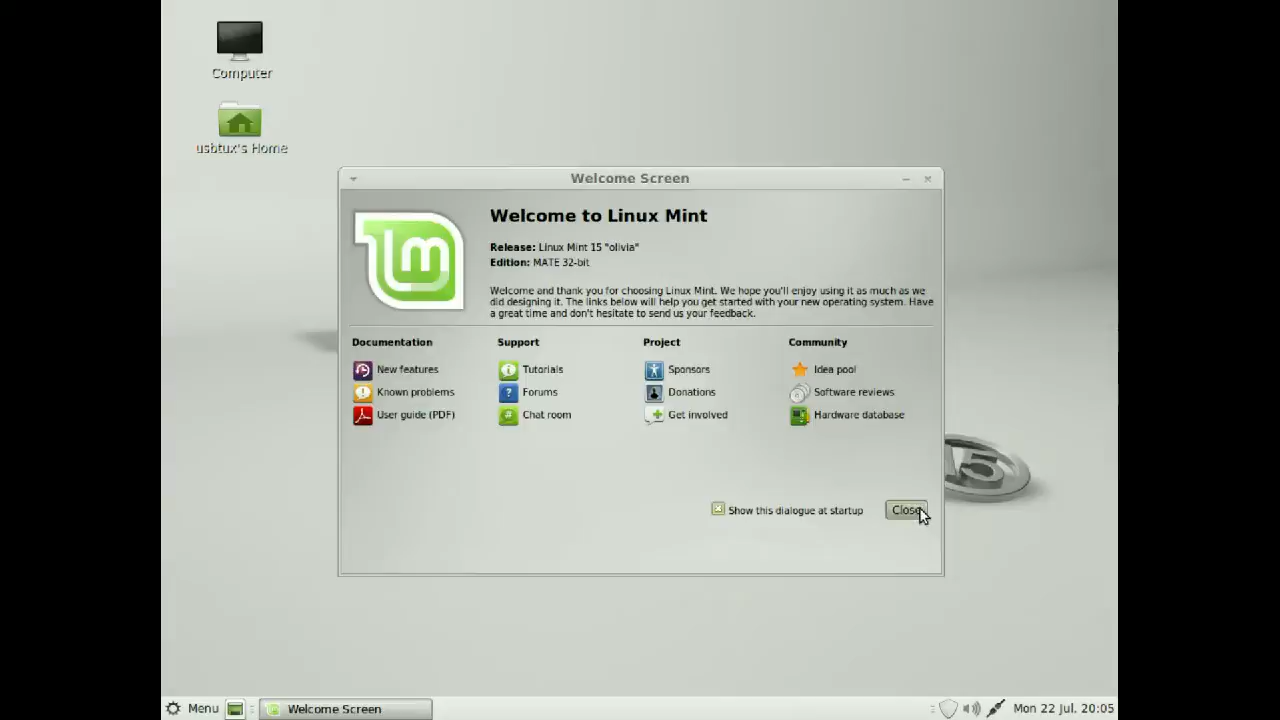 Computer
usbtux's Home
Welcome Screen
Welcome to Linux Mint
Release: Linux Mint 15 "olivia"
Edition: MATE 32-bit
Welcome and thank you for choosing Linux Mint. We hope you'll enjoy using it as much as we
did designing it. The links below will help you get started with your new operating system. Have
a great time and don't hesitate to send us your feedback.
Documentation Support Project Community
New features Tutorials Sponsors Idea pool
Known problems Forums Donations Software reviews
User guide (PDF) Chat room Get involved Hardware database
15
Show this dialogue at startup Close
Menu Welcome Screen Mon 22 Jul, 20:05